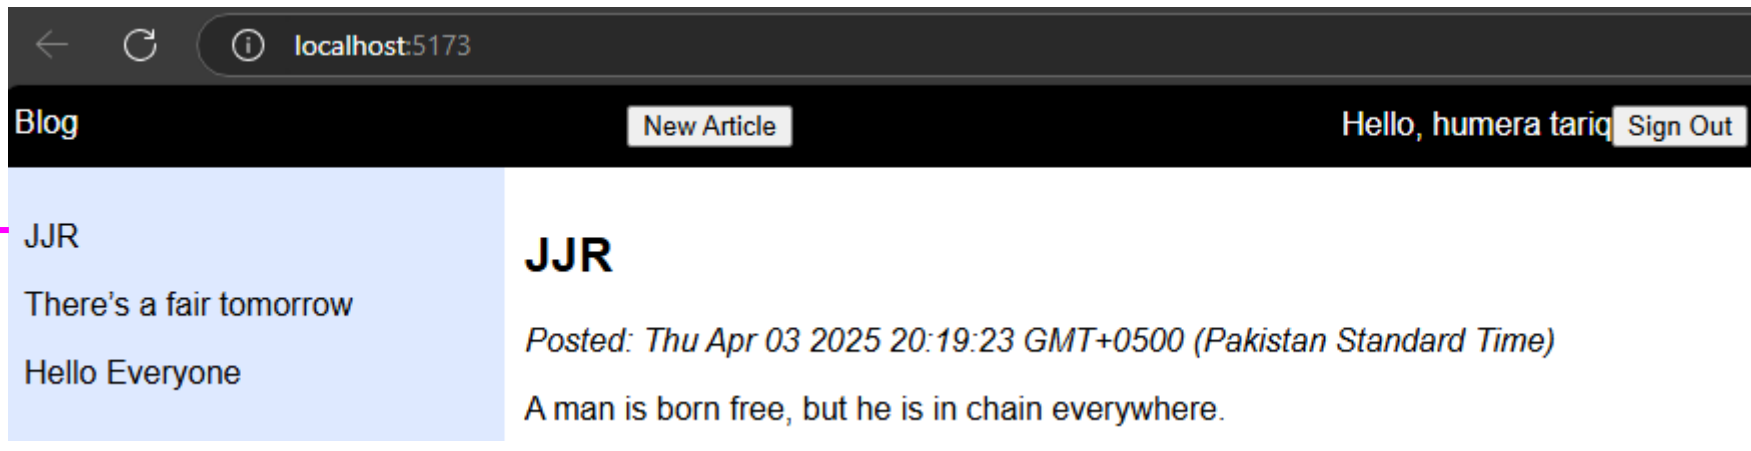 localhost:5173
Blog
New Article
Hello, humera tariq
Sign Out
JJR
There's a fair tomorrow
Hello Everyone
JJR
Posted: Thu Apr 03 2025 20:19:23 GMT+0500 (Pakistan Standard Time)
A man is born free, but he is in chain everywhere.